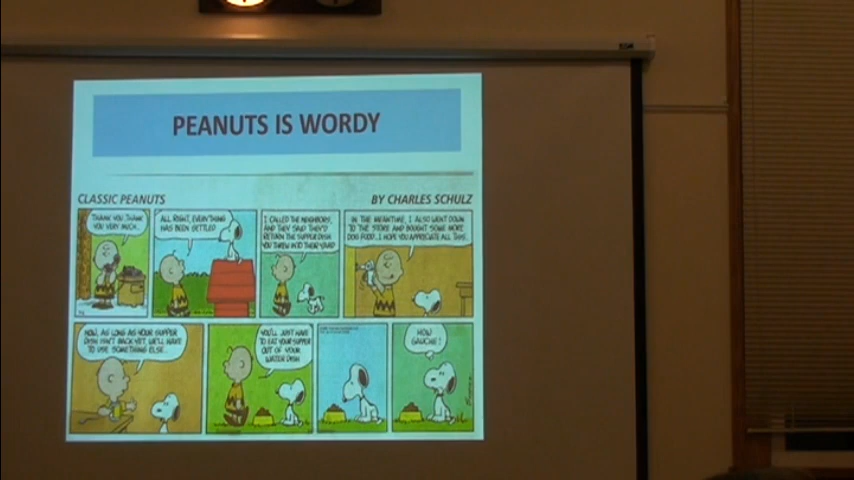 PEANUTS IS WORDY
CLASSIC PEANUTS
BY CHARLES SCHULZ
THANK YOU..THANK
YOU VERY MUCH..
ALL RIGHT, EVERYTHING
HAS BEEN SETTLED
I CALLED THE NEIGHBORS,
AND THEY SAID THEY'D
RETURN THE SUPPER DISH
YOU THREW INTO THEIR YARD
IN THE MEANTIME, I ALSO WENT DOWN
TO THE STORE AND BOUGHT SOME MORE
DOG FOOD..I HOPE YOU APPRECIATE ALL THIS..
NOW, AS LONG AS YOUR SUPPER
DISH ISN'T BACK YET, WE'LL HAVE
TO USE SOMETHING ELSE...
YOU'LL JUST HAVE
TO EAT YOUR SUPPER
OUT OF YOUR
WATER DISH
HOW
GAUCHE!